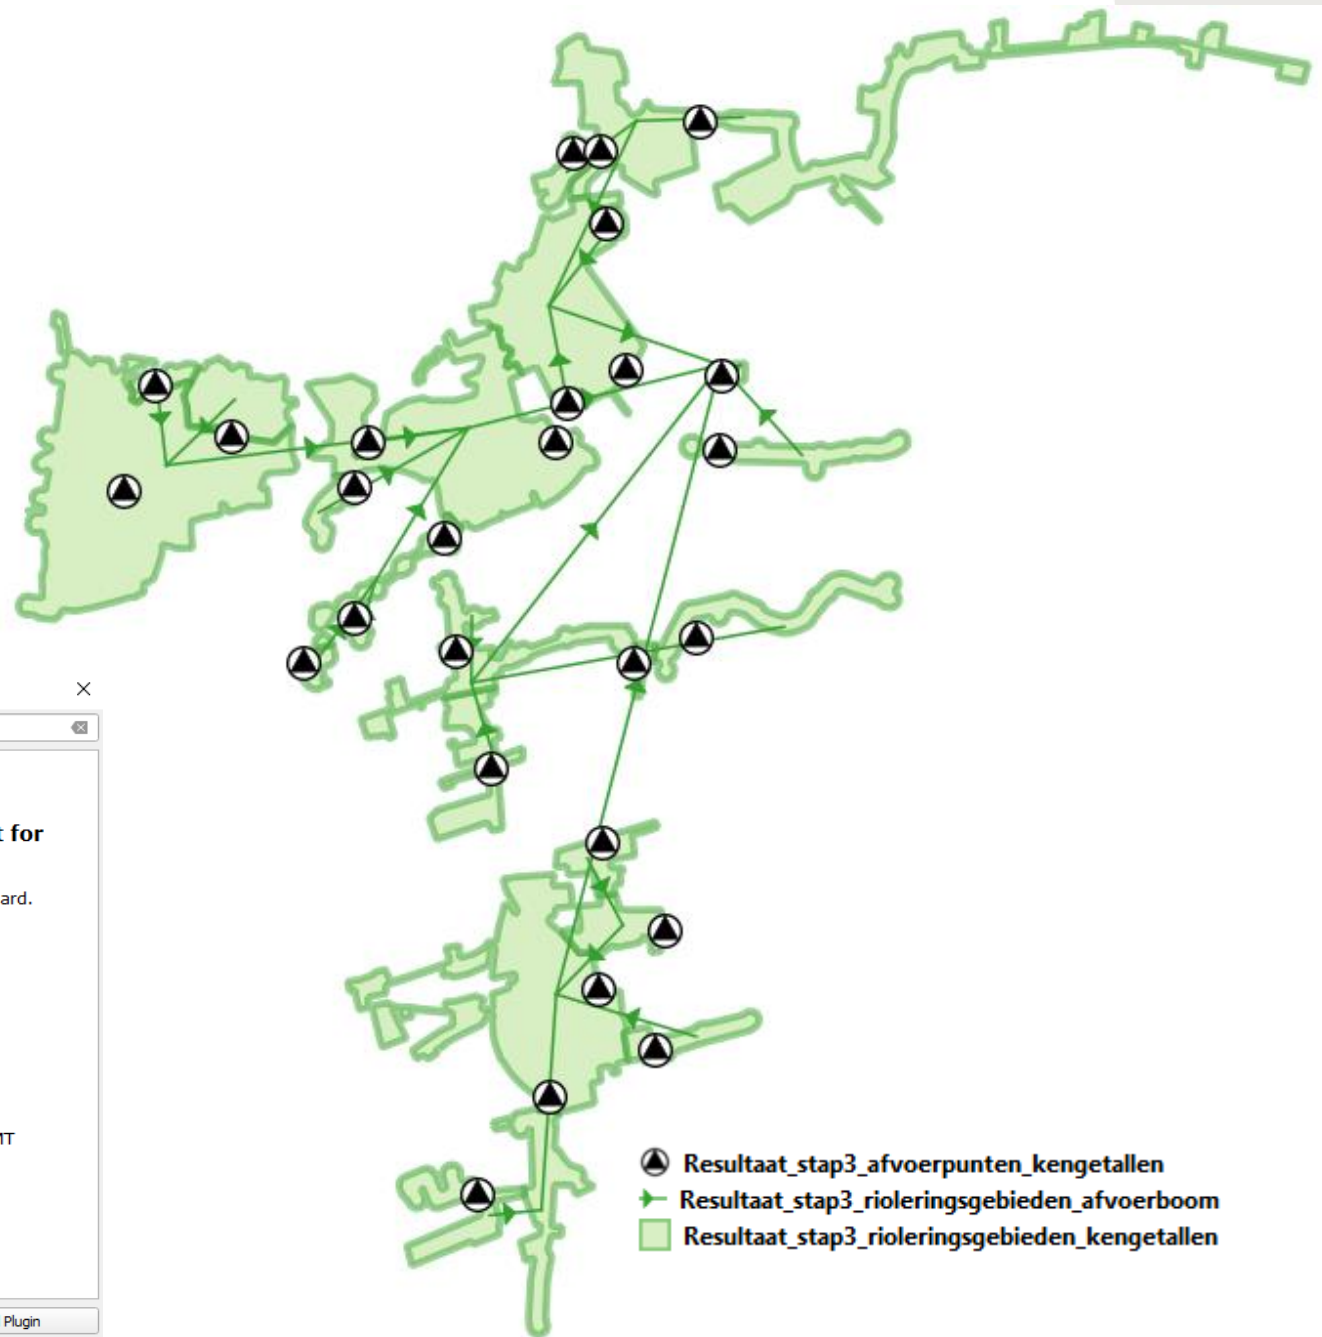 for
ard.
Plugin
Resultaat_stap3_afvoerpunten_kengetallen
Resultaat_stap3_rioleringsgebieden_afvoerboom
Resultaat_stap3_rioleringsgebieden_kengetallen